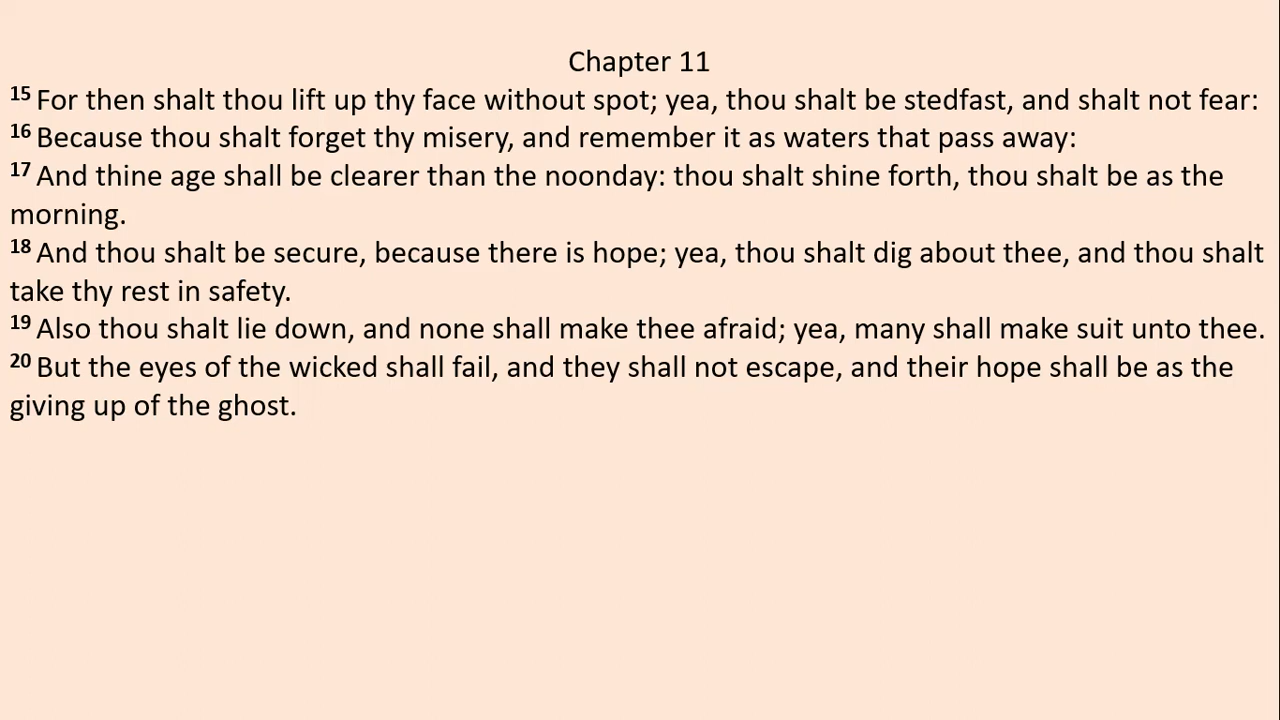 Chapter 11
15 For then shalt thou lift up thy face without spot; yea, thou shalt be stedfast, and shalt not fear:
16 Because thou shalt forget thy misery, and remember it as waters that pass away:
17 And thine age shall be clearer than the noonday: thou shalt shine forth, thou shalt be as the
morning.
18 And thou shalt be secure, because there is hope; yea, thou shalt dig about thee, and thou shalt
take thy rest in safety.
19 Also thou shalt lie down, and none shall make thee afraid; yea, many shall make suit unto thee.
20 But the eyes of the wicked shall fail, and they shall not escape, and their hope shall be as the
giving up of the ghost.